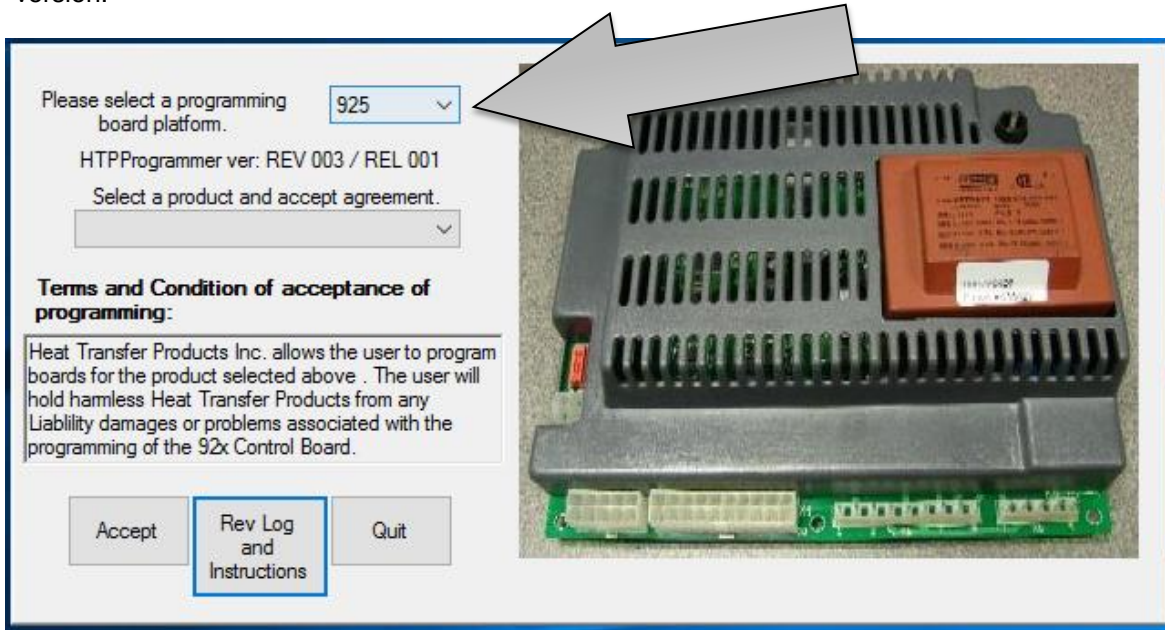 version.
Please select a programming
board platform.
925
HTPProgrammer ver: REV 003 / REL 001
Select a product and accept agreement.
Terms and Condition of acceptance of
programming:
Heat Transfer Products Inc. allows the user to program
boards for the product selected above . The user will
hold harmless Heat Transfer Products from any
Liablility damages or problems associated with the
programming of the 92x Control Board.
Accept
Rev Log
and
Instructions
Quit